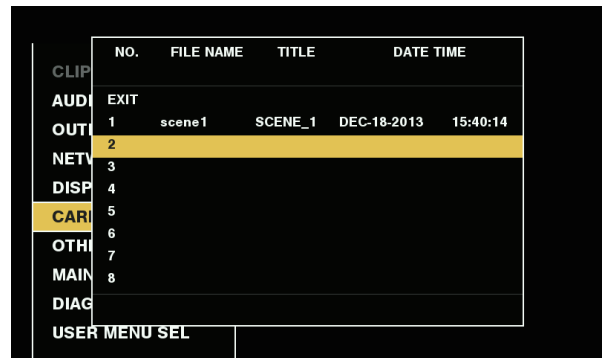 NO. FILE NAME TITLE DATE TIME
CLIP
EXIT
AUDI
1 scene1 SCENE_1 DEC-18-2013 15:40:14
OUTI
2
NETV
3
DISP
4
CARI
5
6
OTHI
7
MAIN
8
DIAG
USER MENU SEL